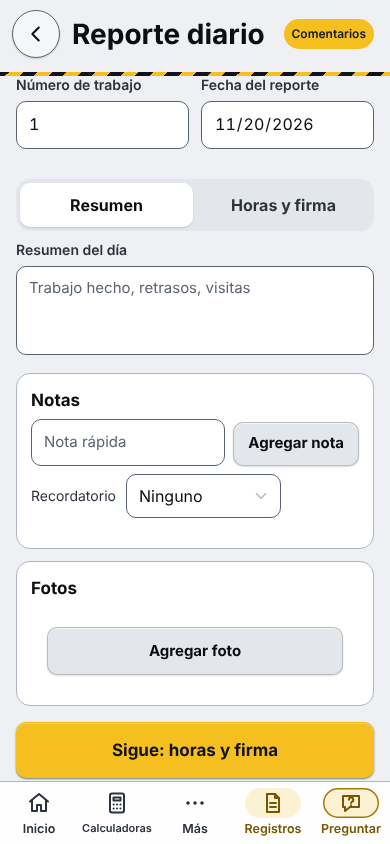 Reporte diario
Comentarios
Número de trabajo
Fecha del reporte
1
11/20/2026
Resumen
Horas y firma
Resumen del día
Trabajo hecho, retrasos, visitas
Notas
Nota rápida
Agregar nota
Recordatorio
Ninguno
Fotos
Agregar foto
Sigue: horas y firma
Inicio
Calculadoras
Más
Registros
Preguntar